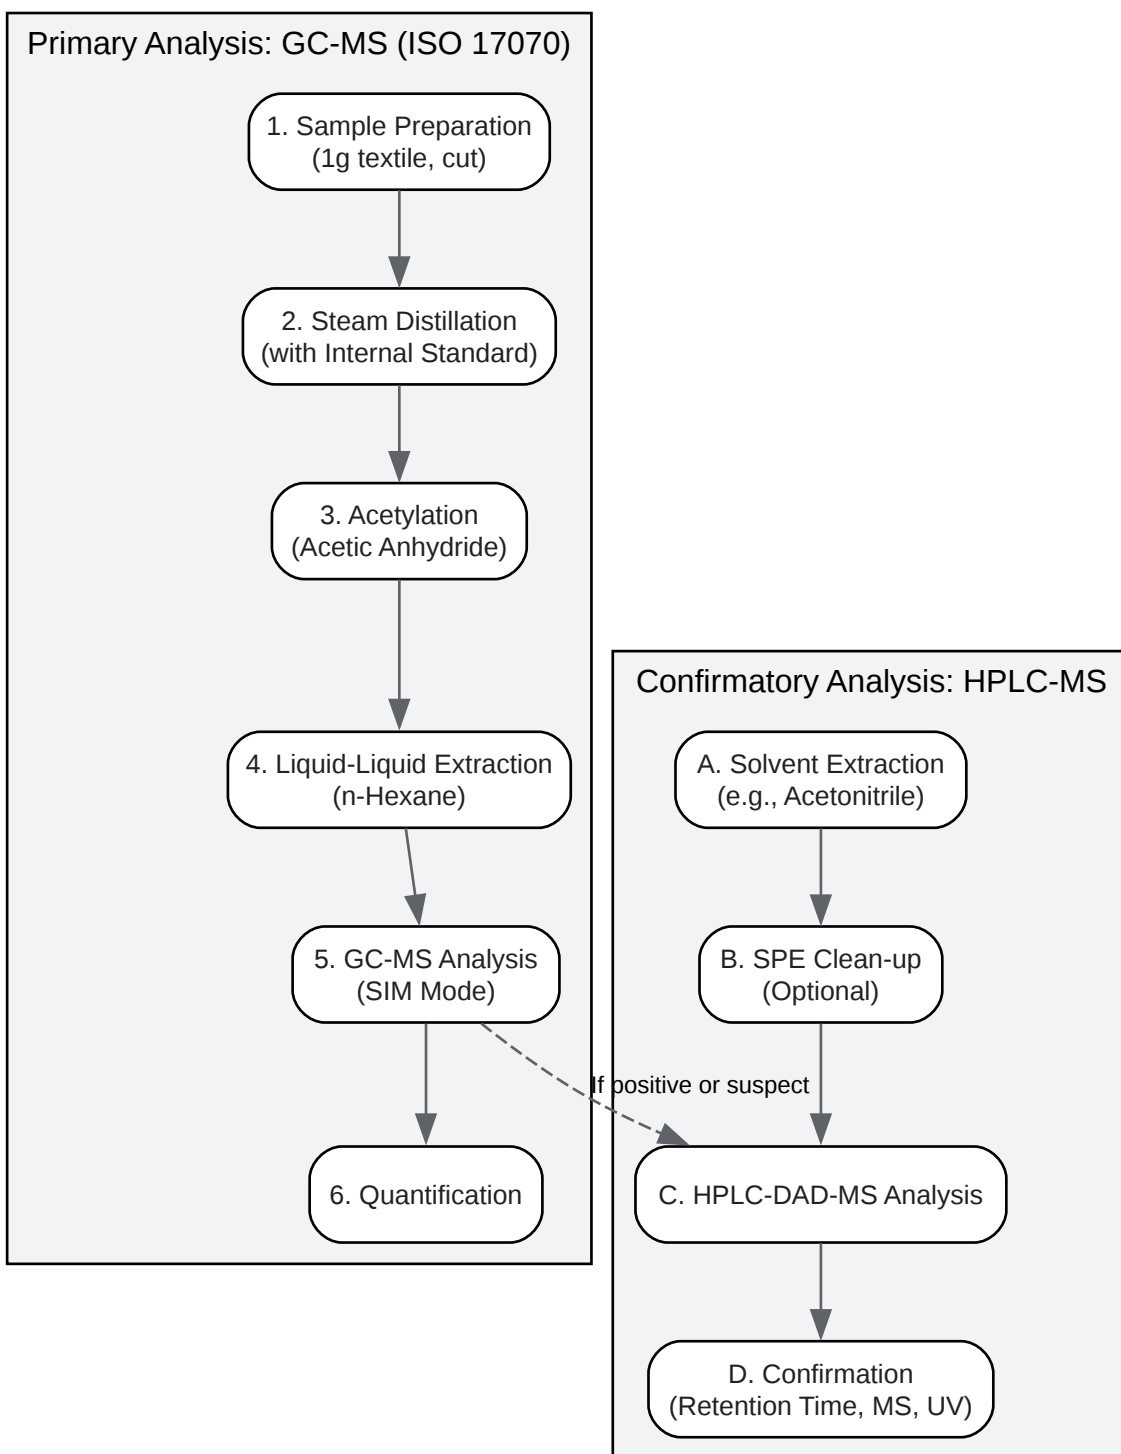 Primary Analysis: GC-MS (ISO 17070)
1. Sample Preparation
(1g textile, cut)
2. Steam Distillation
(with Internal Standard)
3. Acetylation
(Acetic Anhydride)
4. Liquid-Liquid Extraction
(n-Hexane)
5. GC-MS Analysis
(SIM Mode)
6. Quantification
If positive or suspect
Confirmatory Analysis: HPLC-MS
A. Solvent Extraction
(e.g., Acetonitrile)
B. SPE Clean-up
(Optional)
C. HPLC-DAD-MS Analysis
D. Confirmation
(Retention Time, MS, UV)